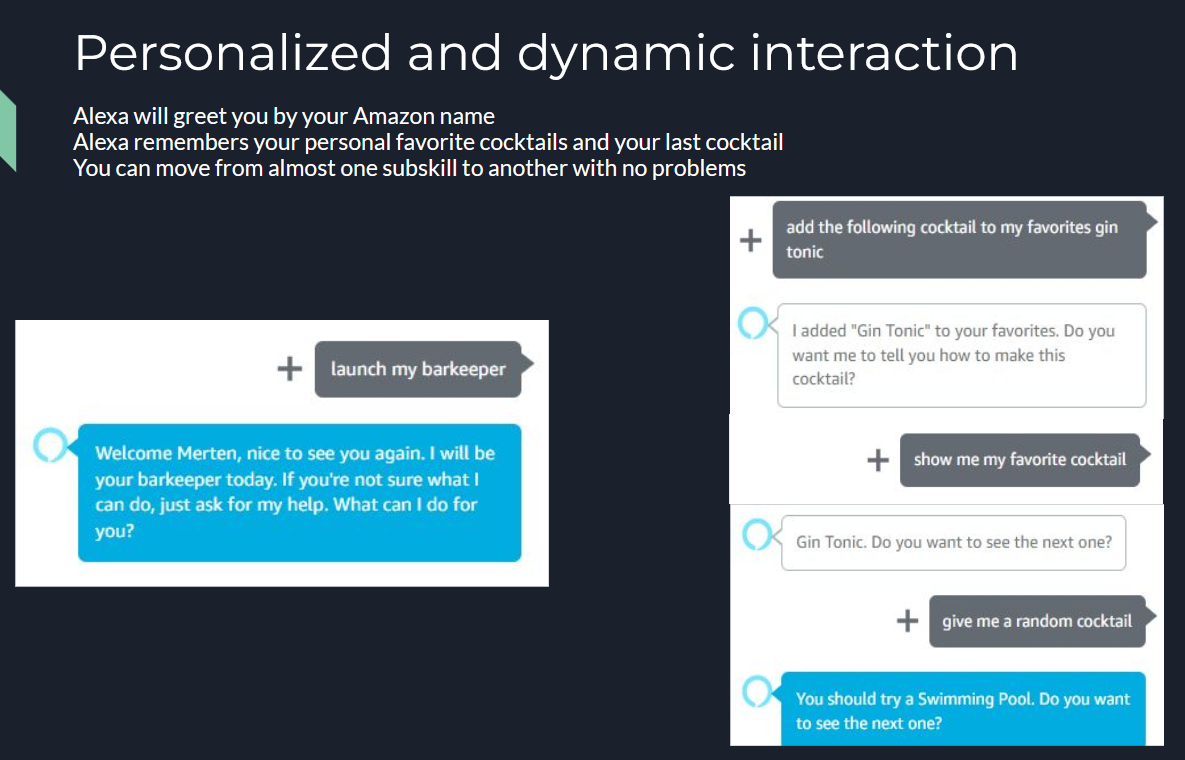 Personalized and dynamic interaction
Alexa will greet you by your Amazon name
Alexa remembers your personal favorite cocktails and your last cocktail
You can move from almost one subskill to another with no problems
launch my barkeeper
Welcome Merten, nice to see you again. I will be
your barkeeper today. If you're not sure what I
can do, just ask for my help. What can I do for
you?
add the following cocktail to my favorites gin
tonic
I added "Gin Tonic" to your favorites. Do you
want me to tell you how to make this
cocktail?
show me my favorite cocktail
Gin Tonic. Do you want to see the next one?
give me a random cocktail
You should try a Swimming Pool. Do you want
to see the next one?